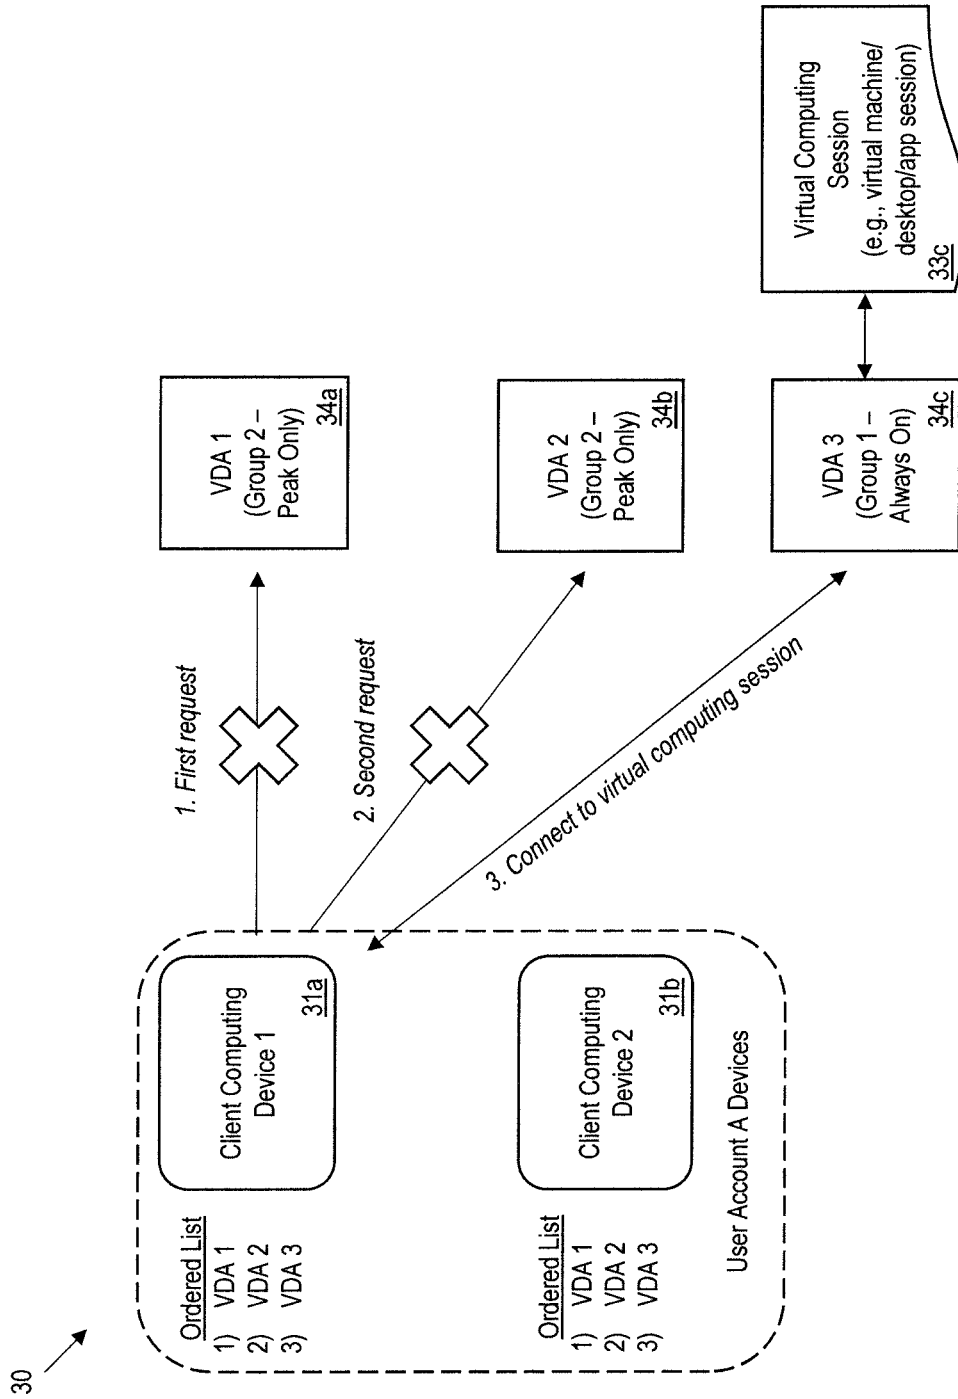 30
Ordered List
1) VDA 1
2) VDA 2
3) VDA 3
Client Computing
Device 1
31a
Ordered List
1) VDA 1
2) VDA 2
3) VDA 3
Client Computing
Device 2
31b
User Account A Devices
1. First request
2. Second request
3. Connect to virtual computing session
VDA 1
(Group 2 –
Peak Only)
34a
VDA 2
(Group 2 –
Peak Only)
34b
VDA 3
(Group 1 –
Always On)
34c
Virtual Computing
Session
(e.g., virtual machine/
desktop/app session)
33c